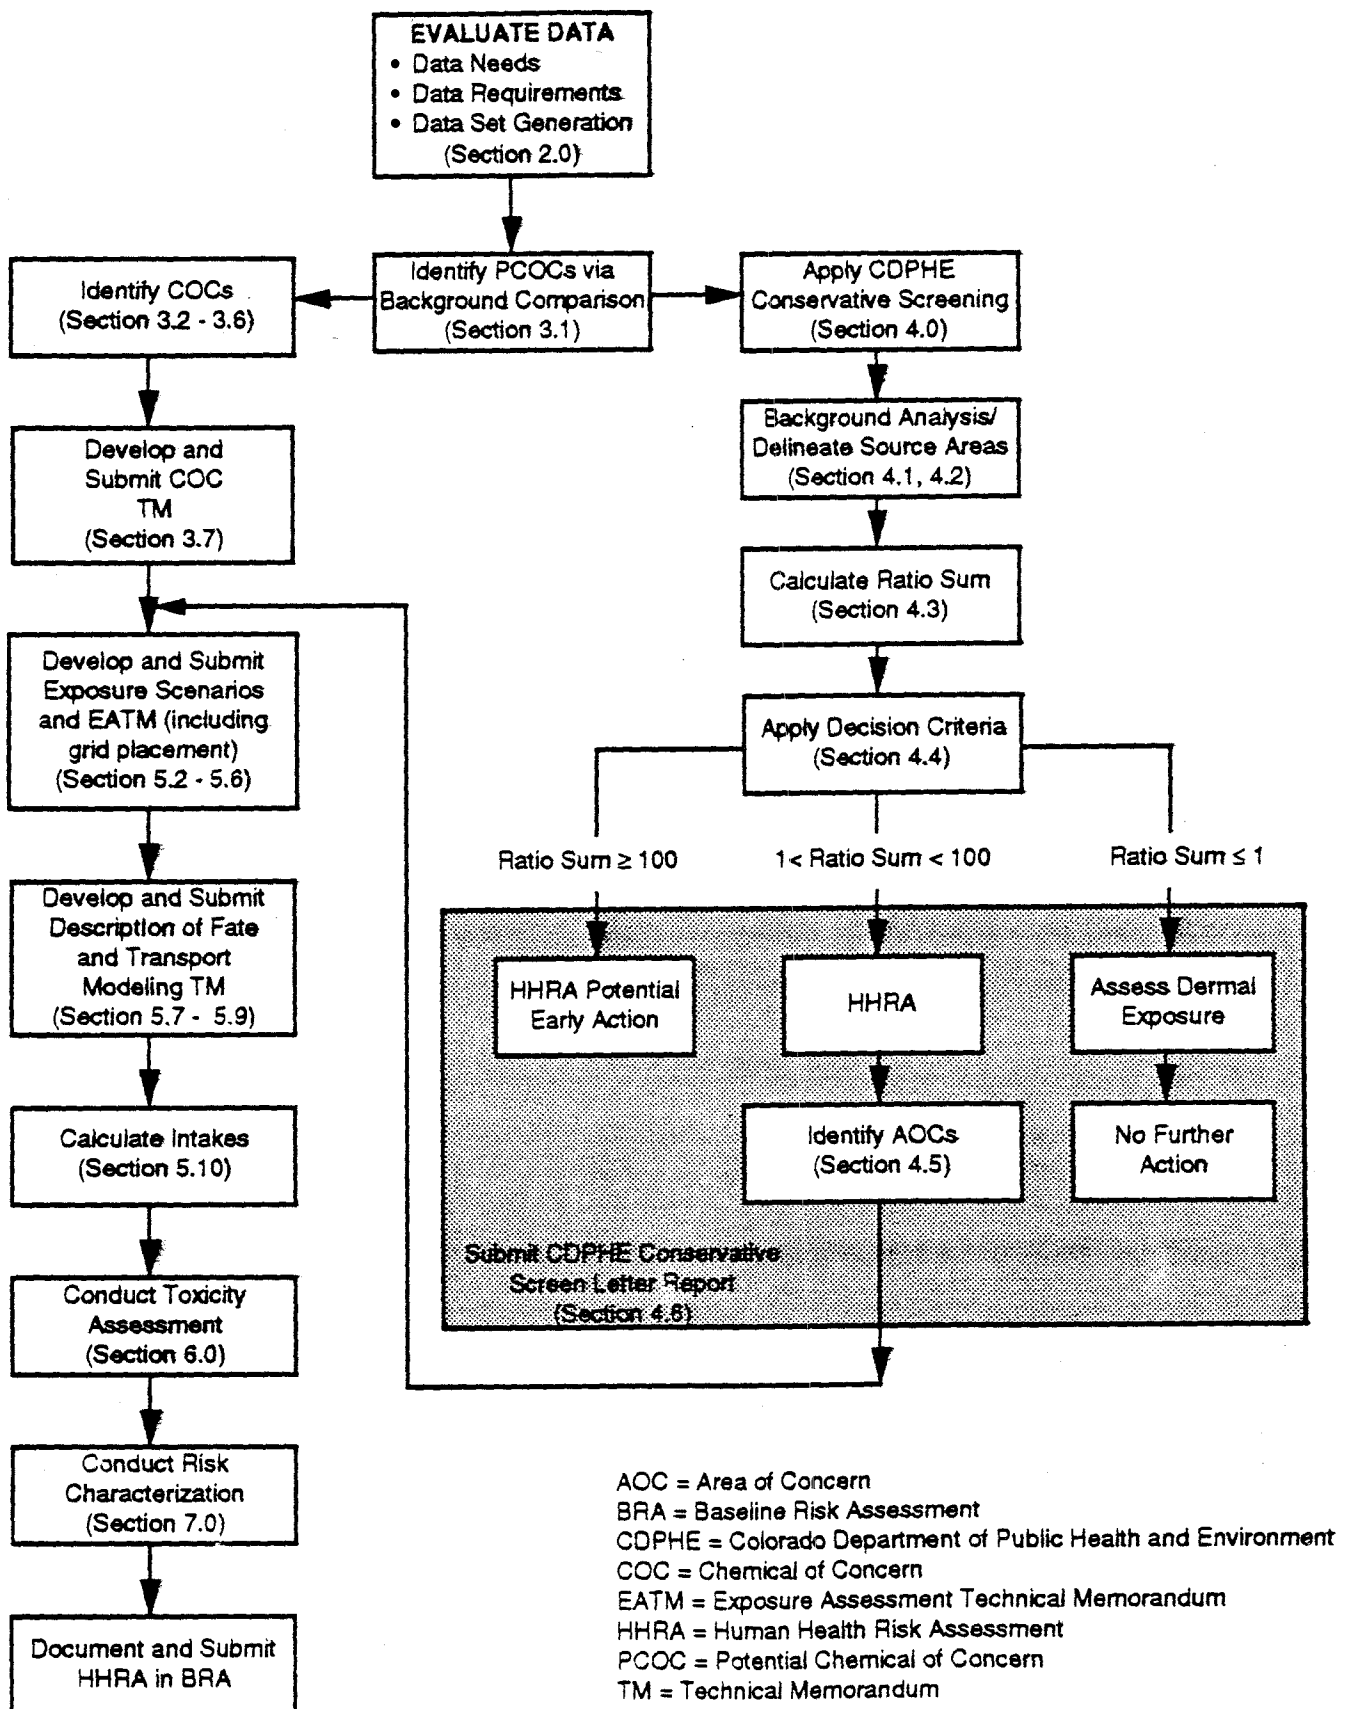 EVALUATE DATA
• Data Needs
• Data Requirements
• Data Set Generation
(Section 2.0)
Identify COCs
(Section 3.2 - 3.6)
Identify PCOCs via
Background Comparison
(Section 3.1)
Apply CDPHE
Conservative Screening
(Section 4.0)
Develop and
Submit COC
TM
(Section 3.7)
Background Analysis/
Delineate Source Areas
(Section 4.1, 4.2)
Calculate Ratio Sum
(Section 4.3)
Develop and Submit
Exposure Scenarios
and EATM (including
grid placement)
(Section 5.2 - 5.6)
Apply Decision Criteria
(Section 4.4)
Ratio Sum ≥ 100
1< Ratio Sum < 100
Ratio Sum ≤ 1
Develop and Submit
Description of Fate
and Transport
Modeling TM
(Section 5.7 - 5.9)
HHRA Potential
Early Action
HHRA
Assess Dermal
Exposure
Calculate Intakes
(Section 5.10)
Identify AOCs
(Section 4.5)
No Further
Action
Submit CDPHE Conservative
Screen Letter Report
(Section 4.6)
Conduct Toxicity
Assessment
(Section 6.0)
Conduct Risk
Characterization
(Section 7.0)
Document and Submit
HHRA in BRA
AOC = Area of Concern
BRA = Baseline Risk Assessment
CDPHE = Colorado Department of Public Health and Environment
COC = Chemical of Concern
EATM = Exposure Assessment Technical Memorandum
HHRA = Human Health Risk Assessment
PCOC = Potential Chemical of Concern
TM = Technical Memorandum